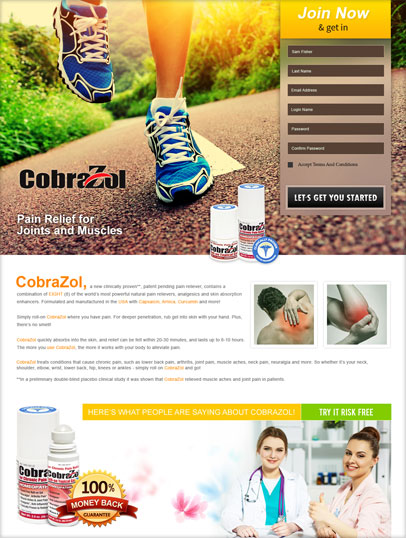 Join Now
& get in
Sam Fisher
Last Name
Email Address
Login Name
Password
Confirm Password
Accept Terms And Conditions
LET'S GET YOU STARTED
CobraZol
Pain Relief for
Joints and Muscles
CobraZol, a new clinically proven**, patent pending pain reliever, contains a
combination of EIGHT (8) of the world's most powerful natural pain relievers, analgesics and skin absorption
enhancers. Formulated and manufactured in the USA with Capsaicin, Arnica, Curcumin and more!
Simply roll-on CobraZol where you have pain. For deeper penetration, rub gel into skin with your hand. Plus,
there's no smell!
CobraZol quickly absorbs into the skin, and relief can be felt within 20-30 minutes, and lasts up to 8-10 hours.
The more you use CobraZol, the more it works with your body to alleviate pain.
CobraZol treats conditions that cause chronic pain, such as lower back pain, arthritis, joint pain, muscle aches, neck pain, neuralgia and more. So whether it's your neck,
shoulder, elbow, wrist, lower back, hip, knees or ankles - simply roll on CobraZol and go!
**In a preliminary double-blind placebo clinical study it was shown that CobraZol relieved muscle aches and joint pain in patients.
HERE'S WHAT PEOPLE ARE SAYING ABOUT COBRAZOL!
TRY IT RISK FREE
CobraZol
CobraZol
100%
MONEY BACK
GUARANTEE